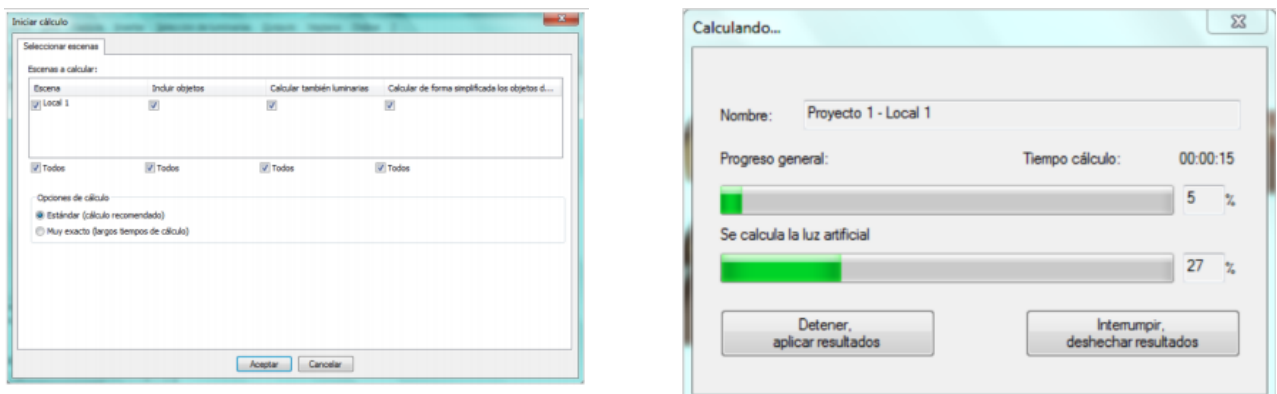 Iniciar cálculo
Seleccionar escenas
Escenas a calcular:
Escena Incluir objetos Calcular también luminarias Calcular de forma simplificada los objetos d....
Local 1
Todos Todos Todos Todos
Opciones de cálculo
Estándar (cálculo recomendado)
Muy exacto (largos tiempos de cálculo)
Aceptar Cancelar
Calculando...
Nombre: Proyecto 1 - Local 1
Progreso general: Tiempo cálculo: 00:00:15
5 %
Se calcula la luz artificial
27 %
Detener,
aplicar resultados
Interrumpir,
deshechar resultados